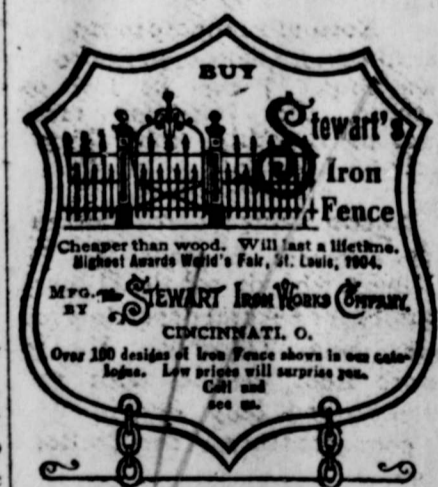 BUY
Stewart's
Iron
Fence
Cheaper than wood. Will last a lifetime.
Highest Awards World's Fair, St. Louis, 1904.
MFG. BY The STEWART IRON WORKS COMPANY.
CINCINNATI, O.
Over 100 designs of Iron Fence shown in our cata-
logue. Low prices will surprise you.
Call and
see us.